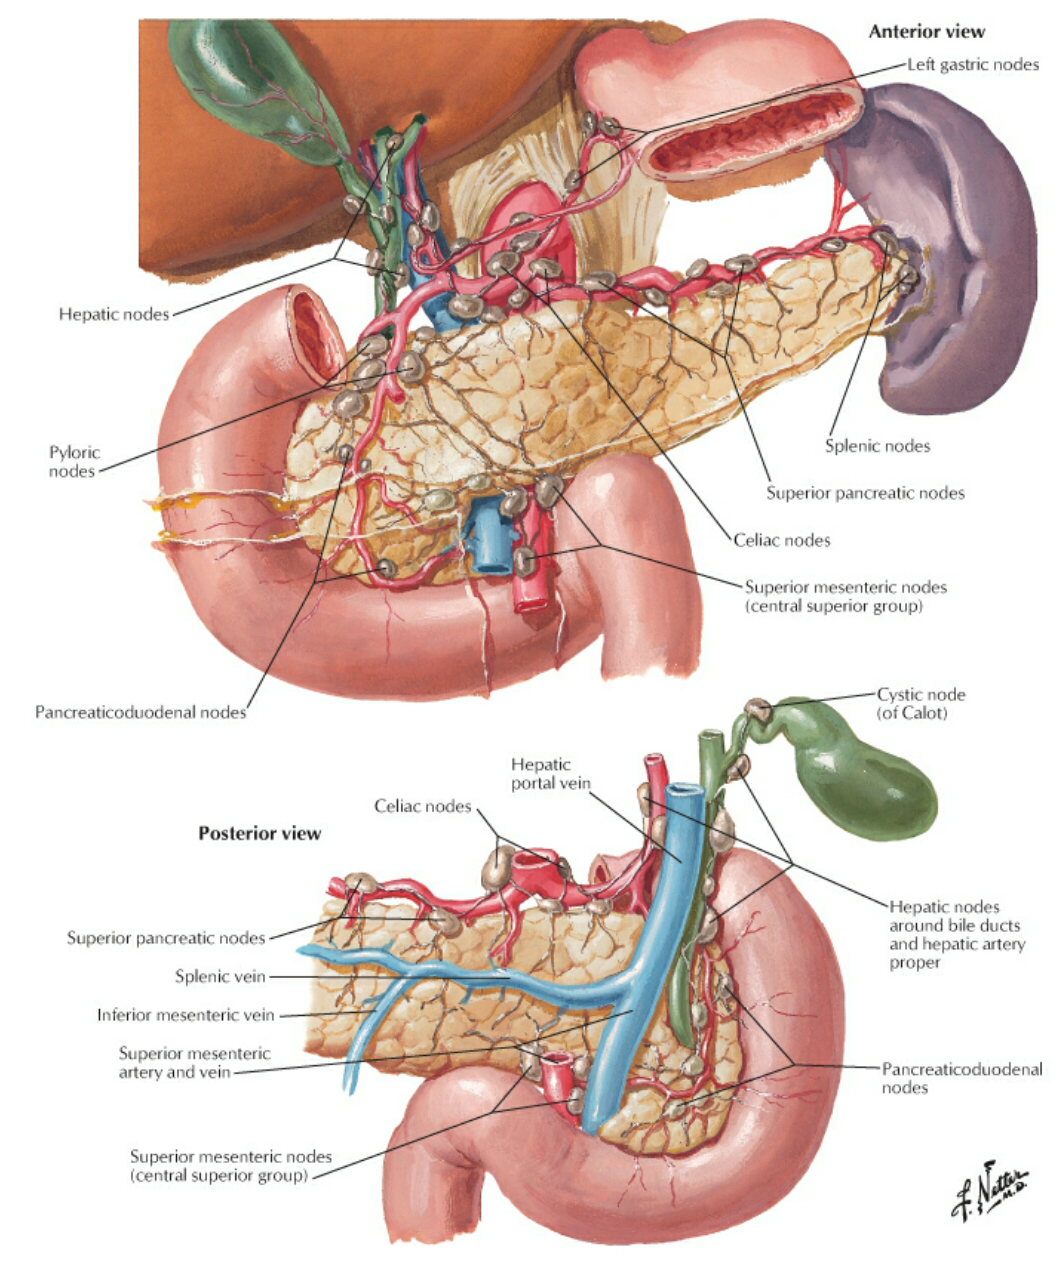 Anterior view
Left gastric nodes
Hepatic nodes
Pyloric
nodes
Splenic nodes
Superior pancreatic nodes
Celiac nodes
Superior mesenteric nodes
(central superior group)
Pancreaticoduodenal nodes
Cystic node
(of Calot)
Hepatic
portal vein
Celiac nodes
Posterior view
Hepatic nodes
around bile ducts
and hepatic artery
proper
Superior pancreatic nodes
Splenic vein
Inferior mesenteric vein
Superior mesenteric
artery and vein
Pancreaticoduodenal
nodes
Superior mesenteric nodes
(central superior group)
F. Netter
M.D.